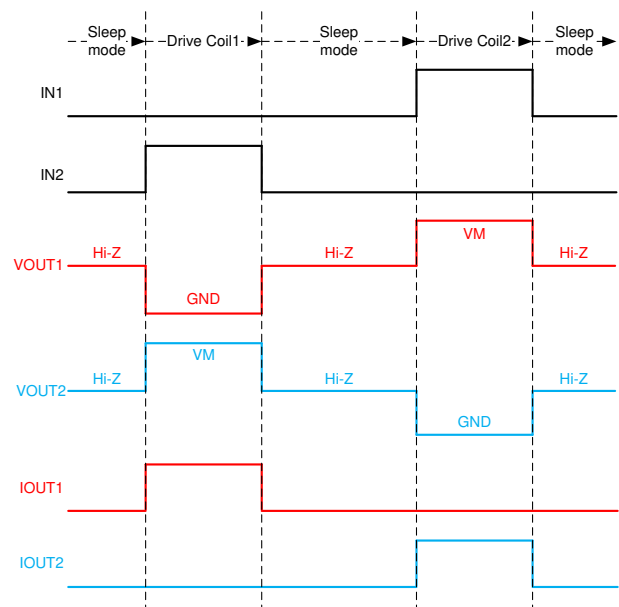 Sleep mode Drive Coil1 Sleep mode Drive Coil2 Sleep mode
IN1
IN2
VOUT1 Hi-Z GND Hi-Z VM Hi-Z
VOUT2 Hi-Z VM Hi-Z GND Hi-Z
IOUT1
IOUT2